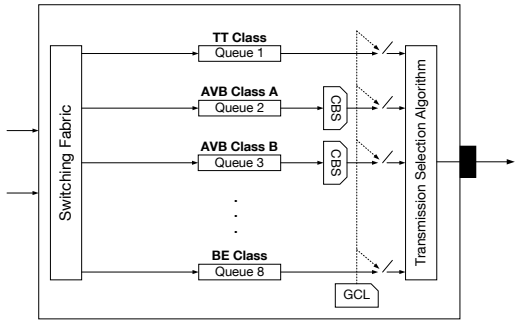 TT Class
Queue 1
AVB Class A
Queue 2
CBS
AVB Class B
Queue 3
CBS
.
.
.
BE Class
Queue 8
GCL
Switching Fabric
Transmission Selection Algorithm